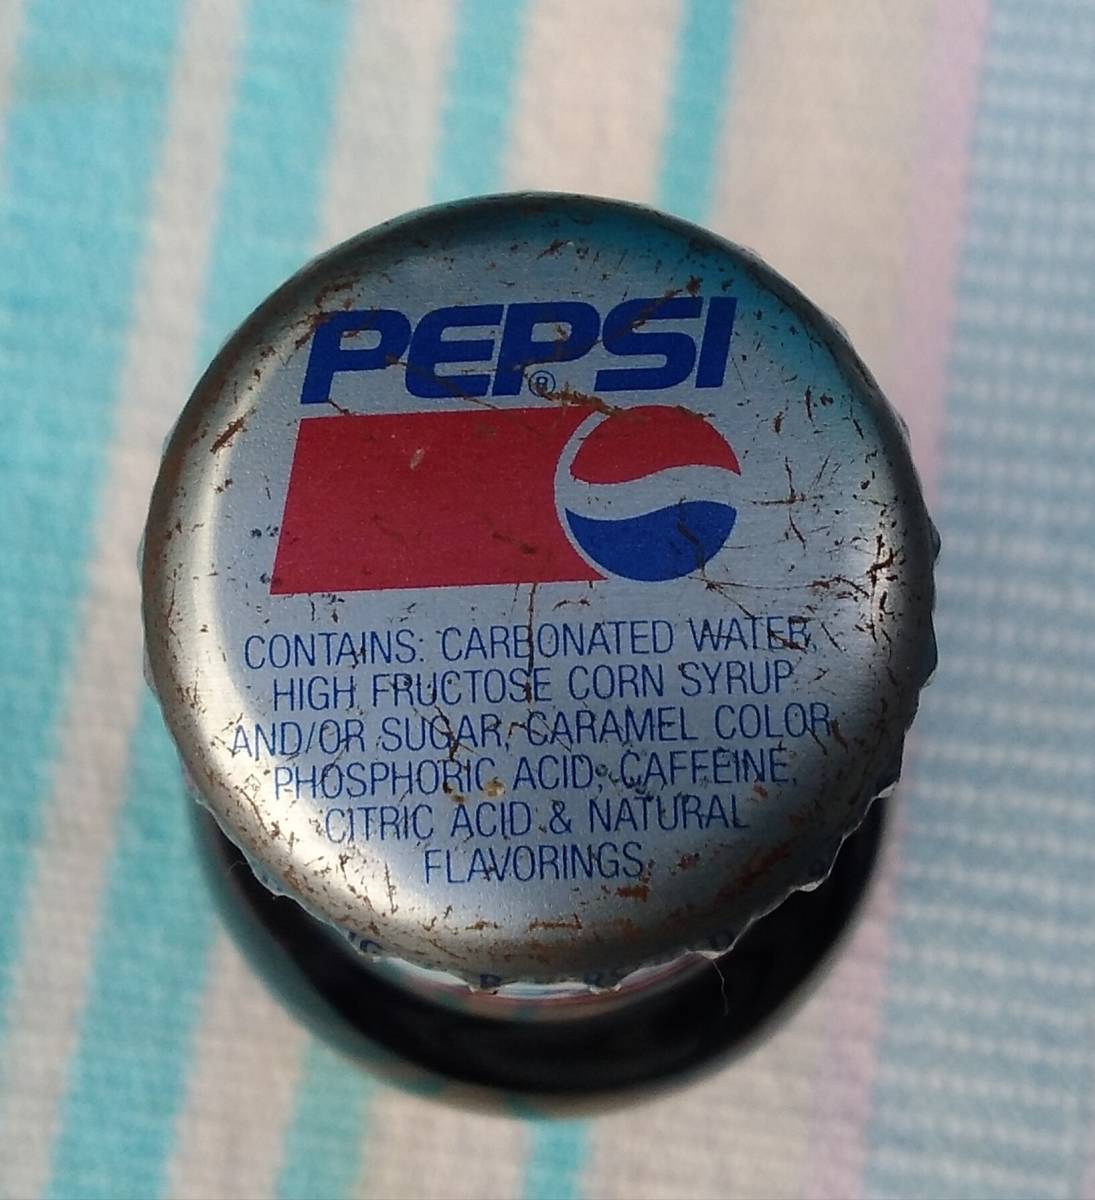 PEPSI
®
CONTAINS: CARBONATED WATER,
HIGH FRUCTOSE CORN SYRUP
AND/OR SUGAR, CARAMEL COLOR,
PHOSPHORIC ACID, CAFFEINE,
CITRIC ACID & NATURAL
FLAVORINGS.